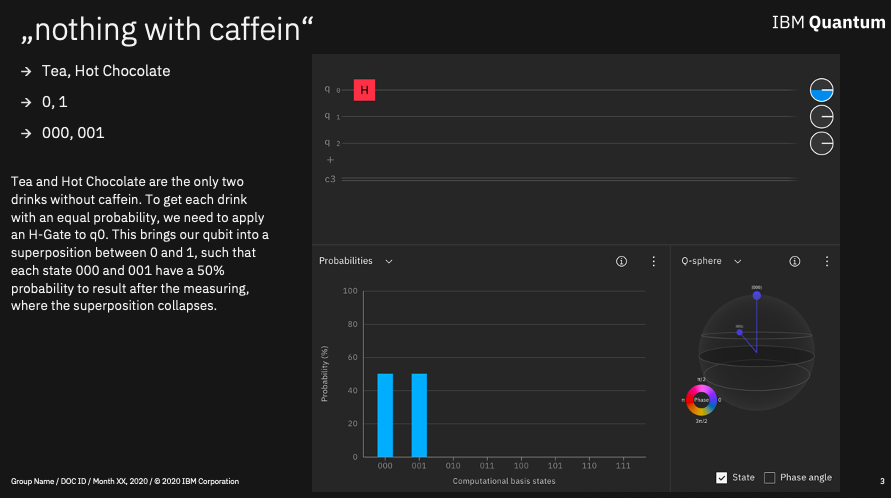 „nothing with caffein“
IBM Quantum
→ Tea, Hot Chocolate
→ 0, 1
→ 000, 001
Tea and Hot Chocolate are the only two
drinks without caffein. To get each drink
with an equal probability, we need to apply
an H-Gate to q0. This brings our qubit into a
superposition between 0 and 1, such that
each state 000 and 001 have a 50%
probability to result after the measuring,
where the superposition collapses.
q 0 H
q 1
q 2
+
c3
Probabilities
Q-sphere
Probability (%)
100
80
60
40
20
0
000 001 010 011 100 101 110 111
Computational basis states
π/2
π Phase 0
3π/2
State Phase angle
Group Name / DOC ID / Month XX, 2020 / © 2020 IBM Corporation
3